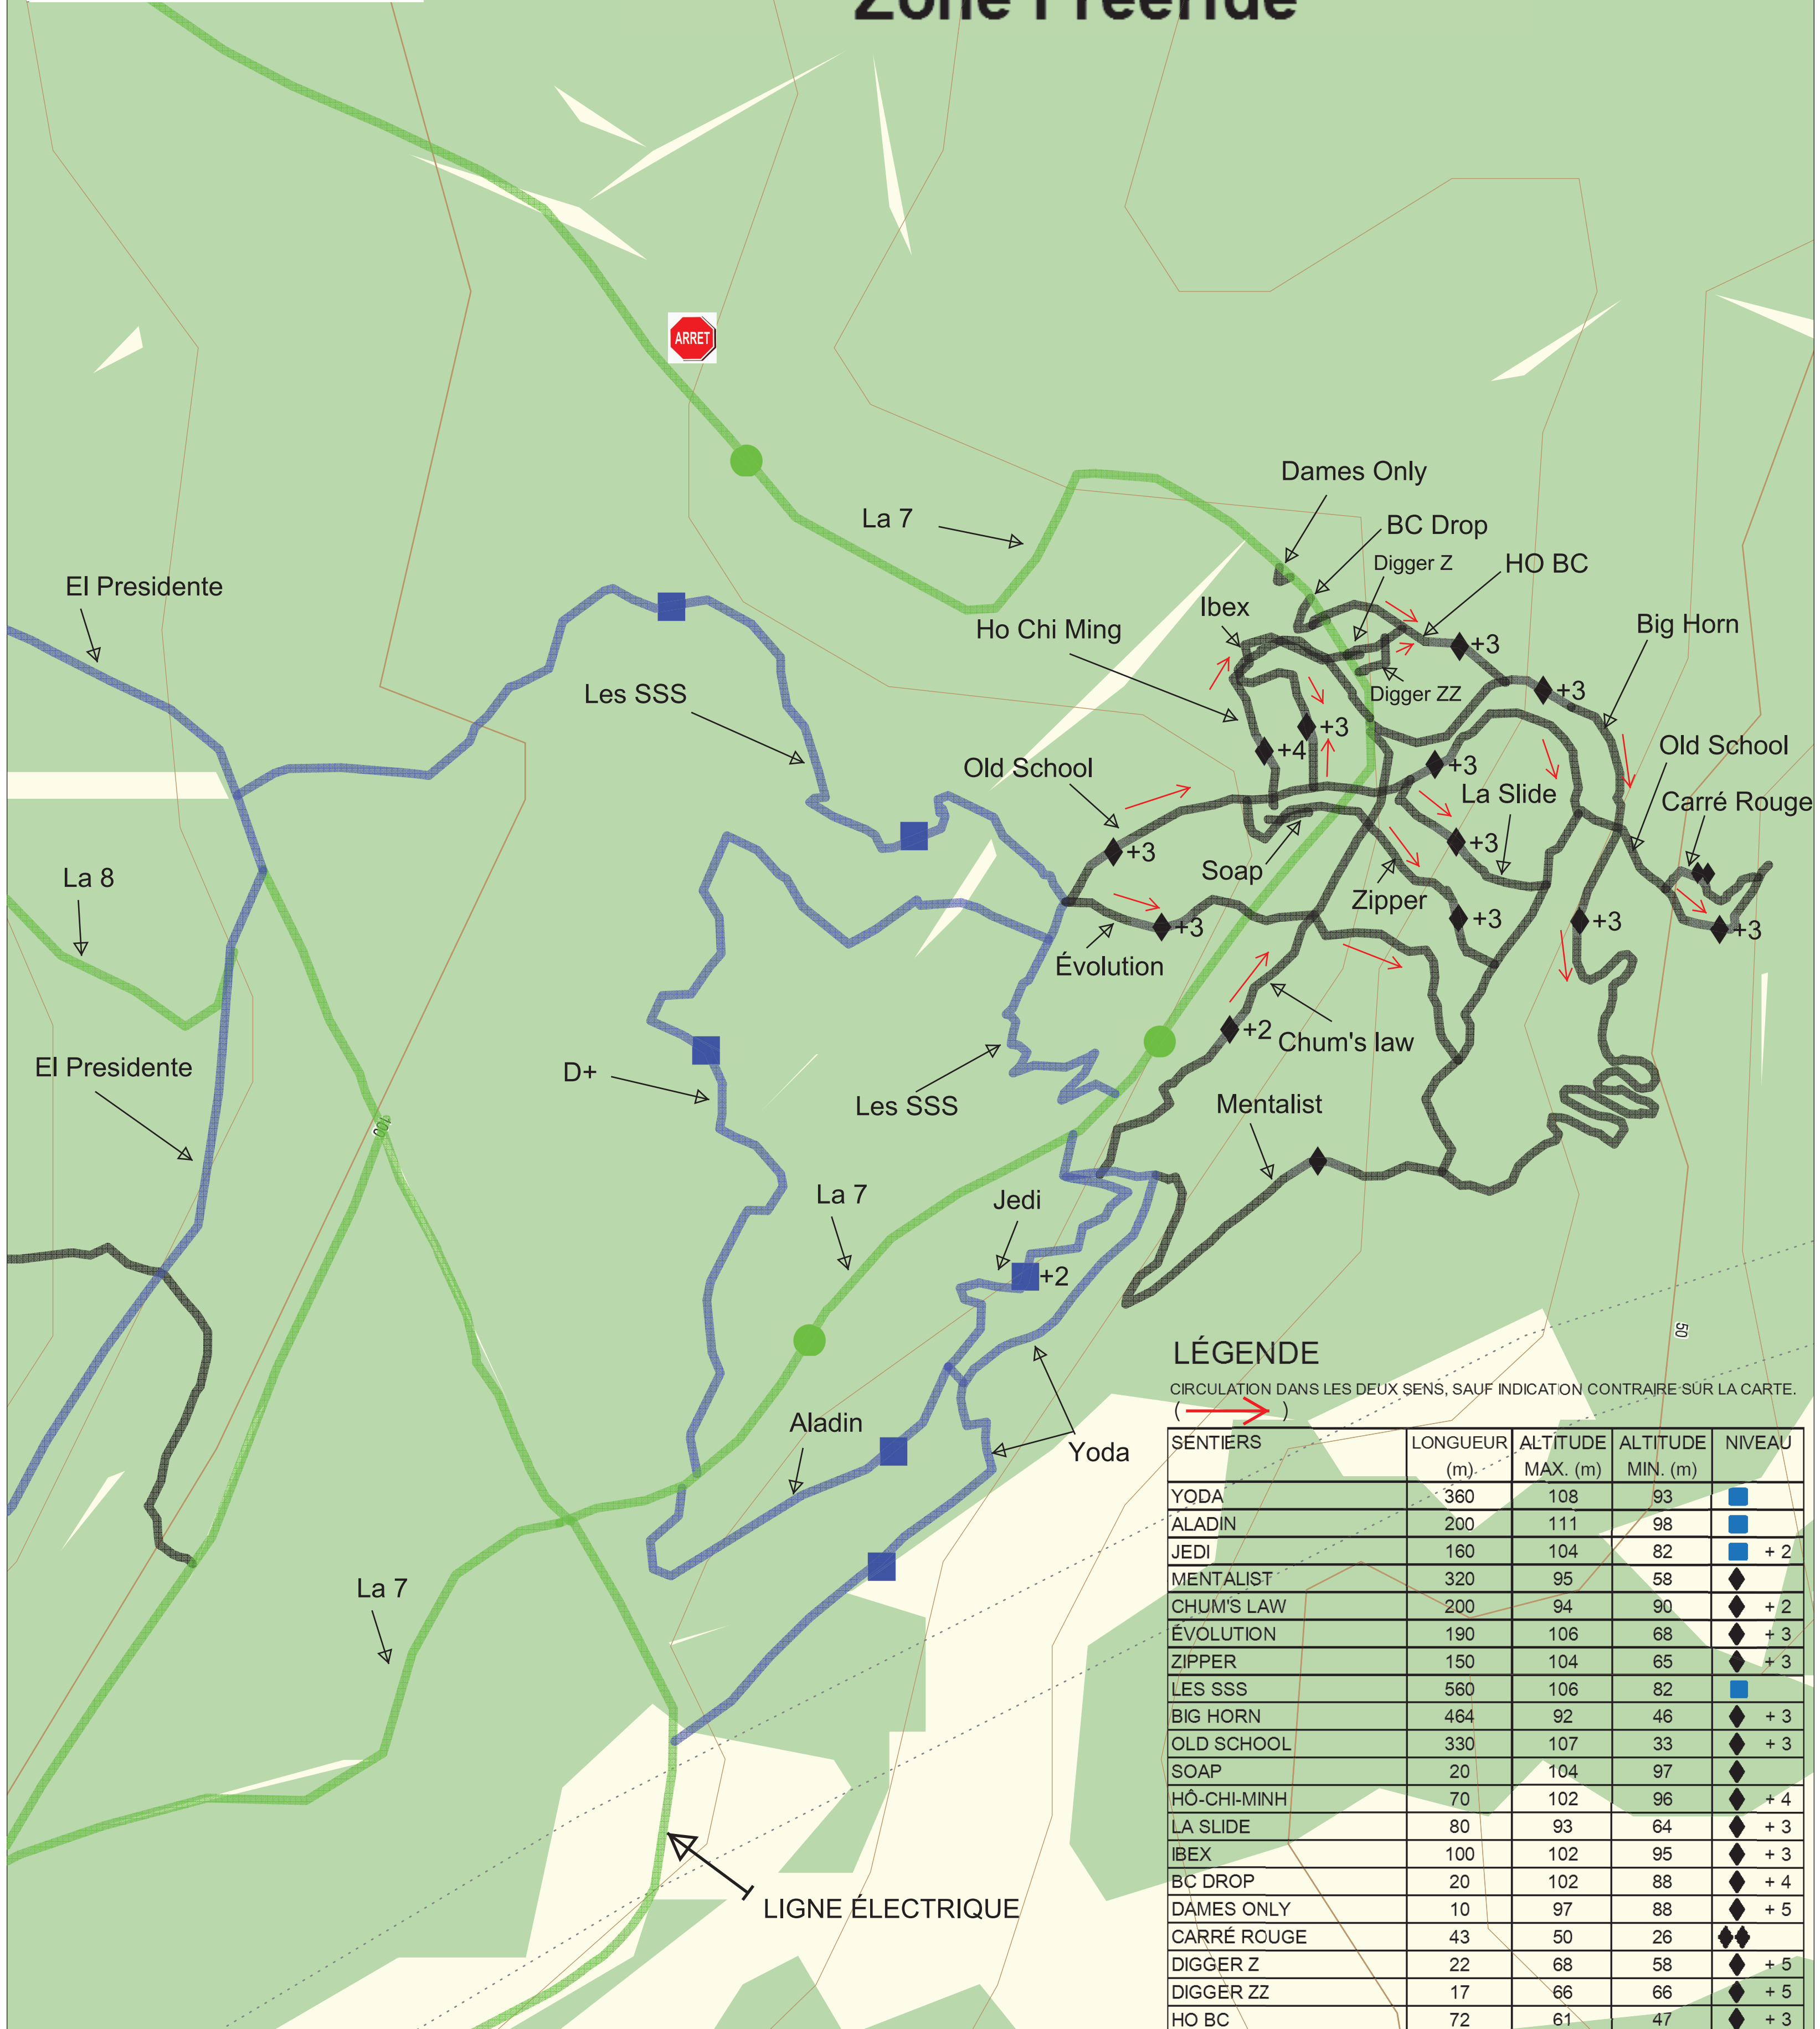 Zone Freeride
ARRET
Dames Only
La 7
BC Drop
Digger Z
HO BC
El Presidente
Ibex
Ho Chi Ming
Big Horn
+3
Les SSS
Digger ZZ
+3
+3
+4
Old School
Old School
+3
La Slide
Carré Rouge
+3
+3
Soap
La 8
Zipper
+3
+3
+3
+3
Évolution
+2
Chum's law
El Presidente
D+
Les SSS
Mentalist
100
La 7
Jedi
+2
50
LÉGENDE
CIRCULATION DANS LES DEUX SENS, SAUF INDICATION CONTRAIRE SUR LA CARTE.
( )
Aladin
Yoda
La 7
LIGNE ÉLECTRIQUE
SENTIERS LONGUEUR ALTITUDE ALTITUDE NIVEAU
(m) MAX. (m) MIN. (m)
YODA 360 108 93
ALADIN 200 111 98
JEDI 160 104 82 + 2
MENTALIST 320 95 58
CHUM'S LAW 200 94 90 + 2
ÉVOLUTION 190 106 68 + 3
ZIPPER 150 104 65 + 3
LES SSS 560 106 82
BIG HORN 464 92 46 + 3
OLD SCHOOL 330 107 33 + 3
SOAP 20 104 97
HÔ-CHI-MINH 70 102 96 + 4
LA SLIDE 80 93 64 + 3
IBEX 100 102 95 + 3
BC DROP 20 102 88 + 4
DAMES ONLY 10 97 88 + 5
CARRÉ ROUGE 43 50 26
DIGGER Z 22 68 58 + 5
DIGGER ZZ 17 66 66 + 5
HO BC 72 61 47 + 3